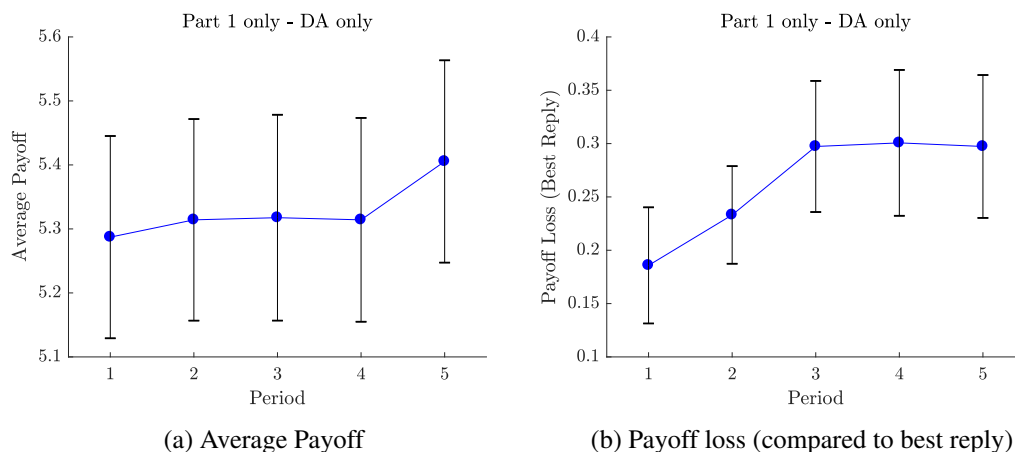 Part 1 only - DA only
5.6
5.5
5.4
5.3
5.2
5.1
Average Payoff
1 2 3 4 5
Period
(a) Average Payoff
Part 1 only - DA only
0.4
0.35
0.3
0.25
0.2
0.15
0.1
Payoff Loss (Best Reply)
1 2 3 4 5
Period
(b) Payoff loss (compared to best reply)